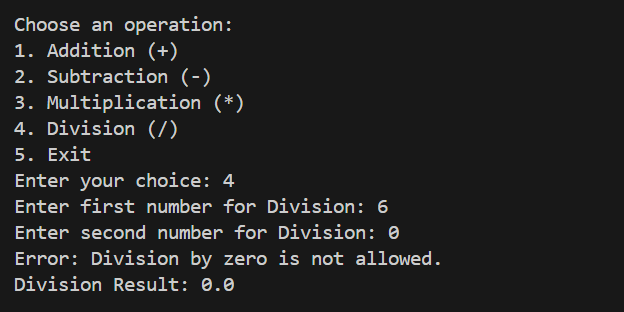 Choose an operation:
1. Addition (+)
2. Subtraction (-)
3. Multiplication (*)
4. Division (/)
5. Exit
Enter your choice: 4
Enter first number for Division: 6
Enter second number for Division: 0
Error: Division by zero is not allowed.
Division Result: 0.0